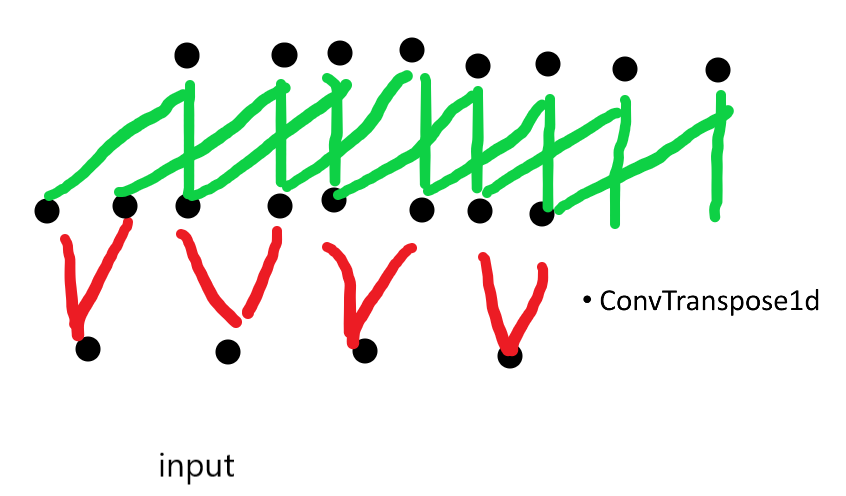 • ConvTranspose1d
input